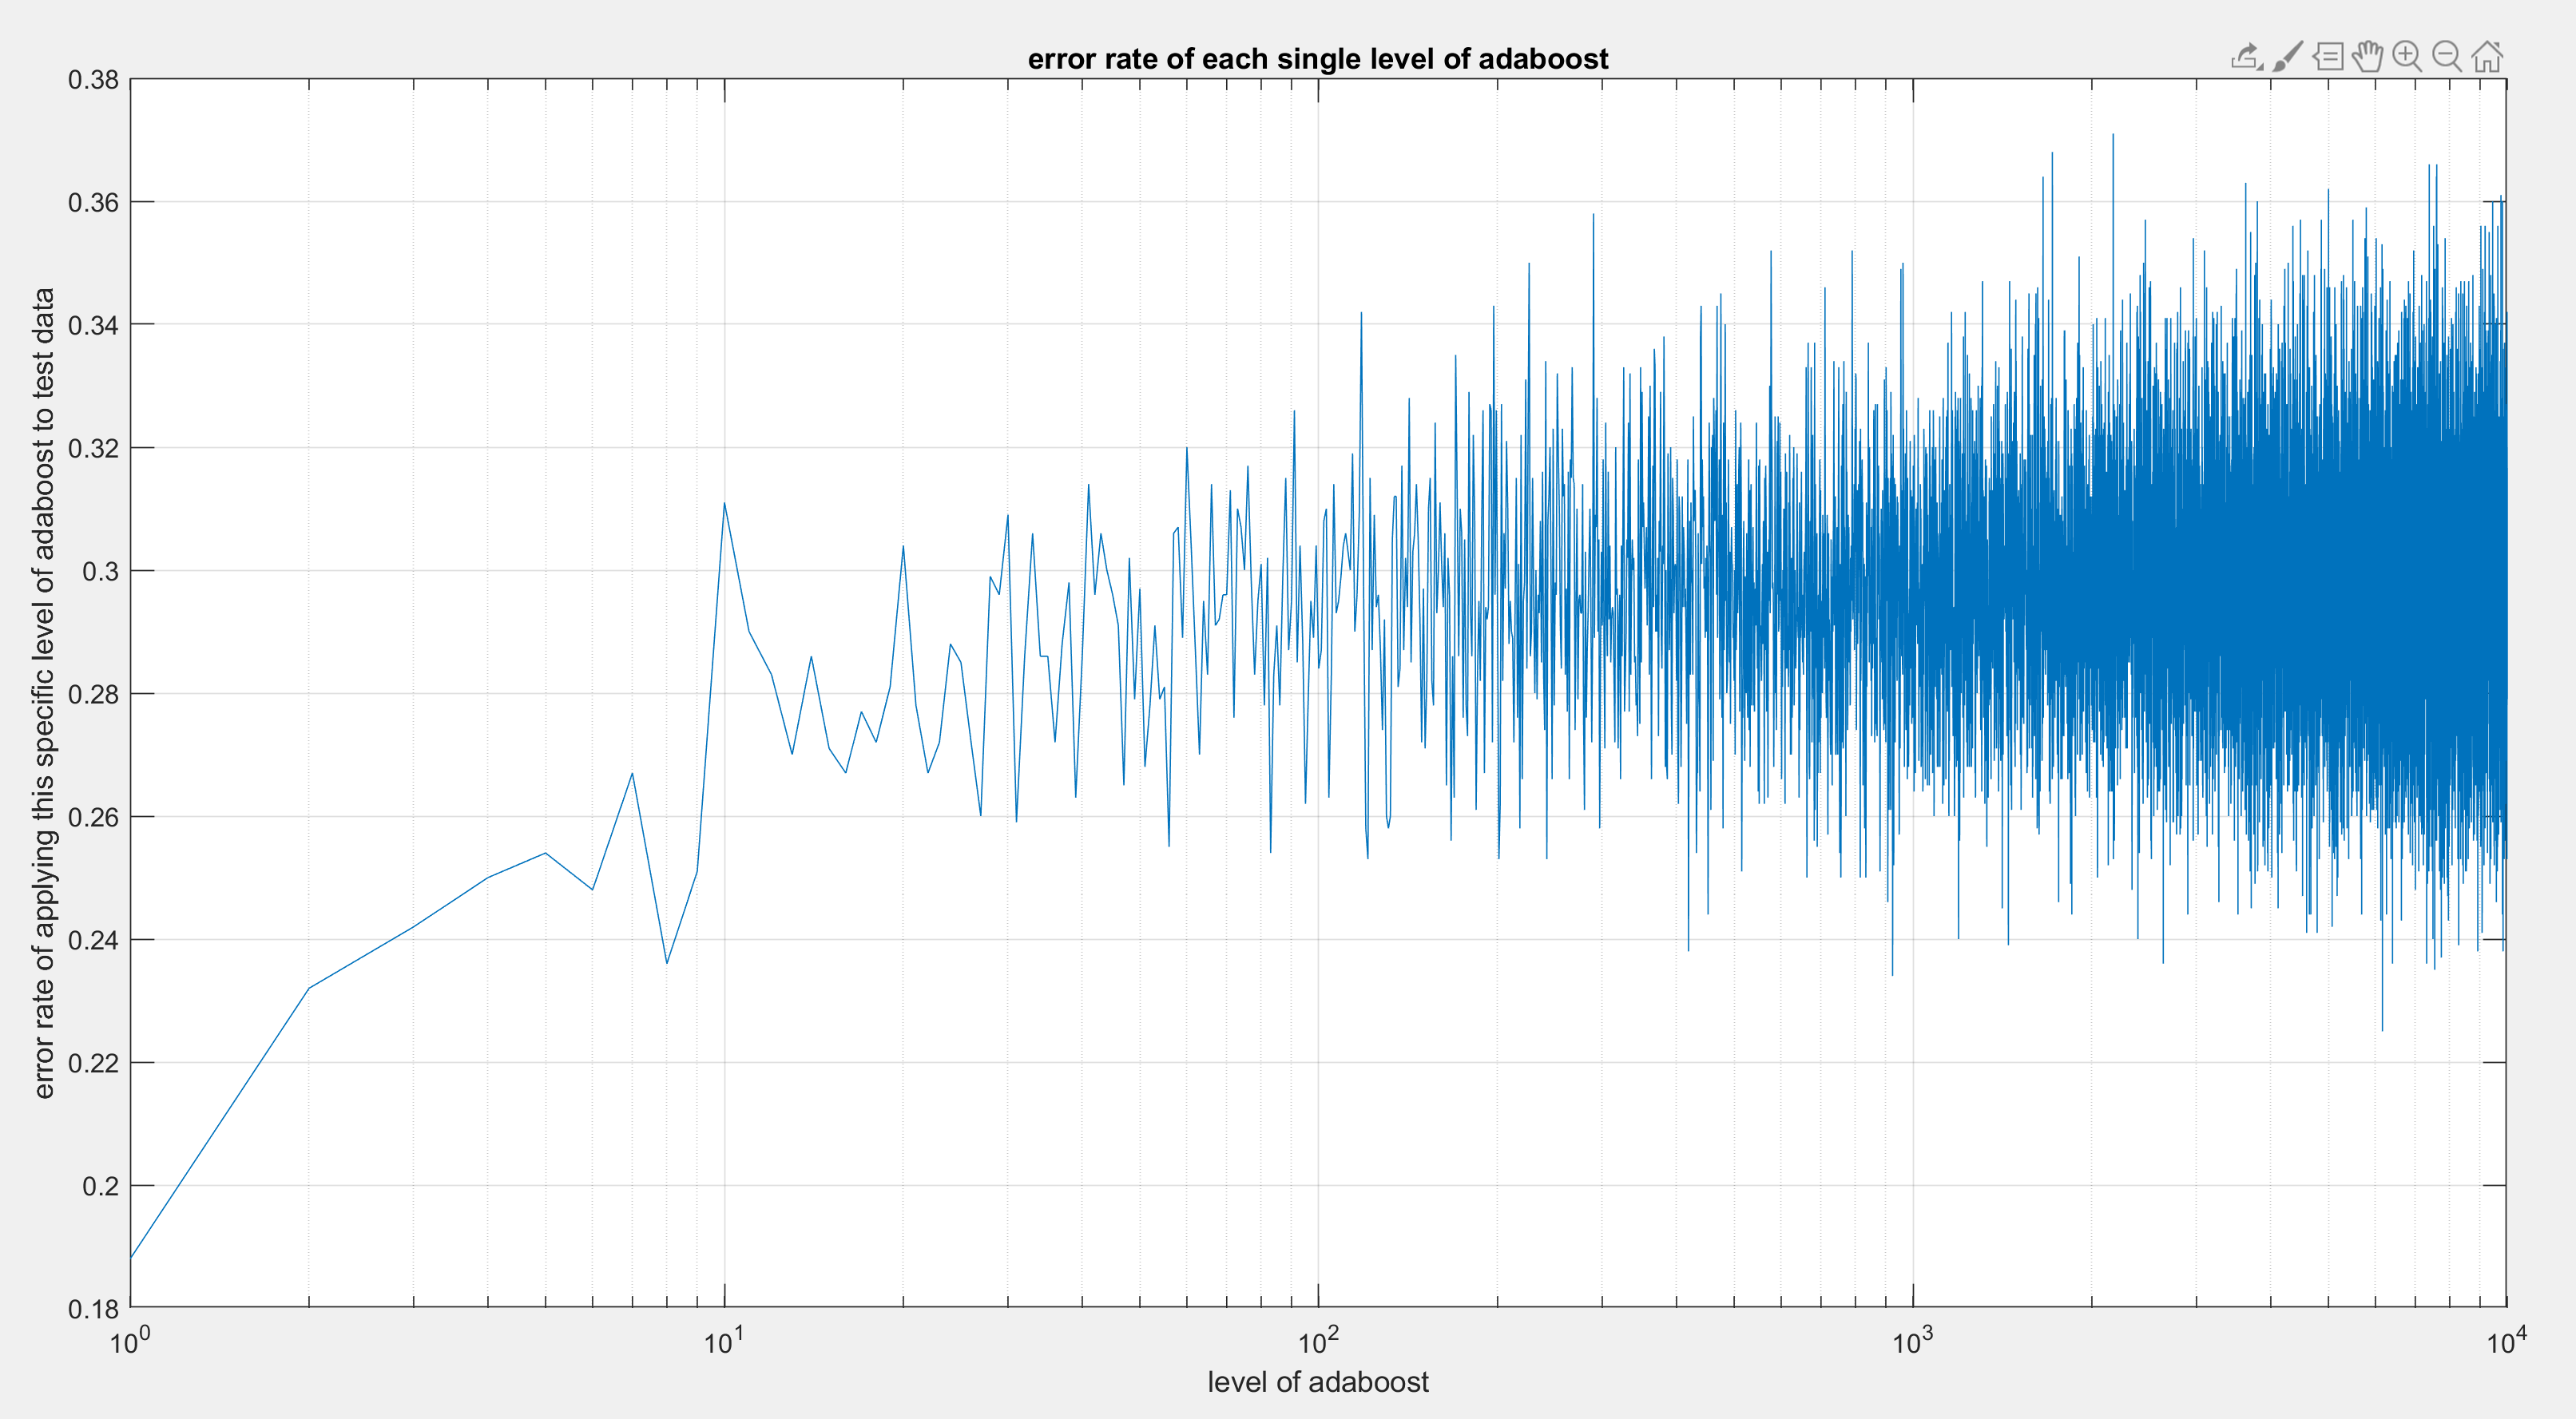 error rate of each single level of adaboost
0.38
0.36
0.34
0.32
0.3
0.28
0.26
0.24
0.22
0.2
0.18
error rate of applying this specific level of adaboost to test data
10^0 10^1 10^2 10^3 10^4
level of adaboost